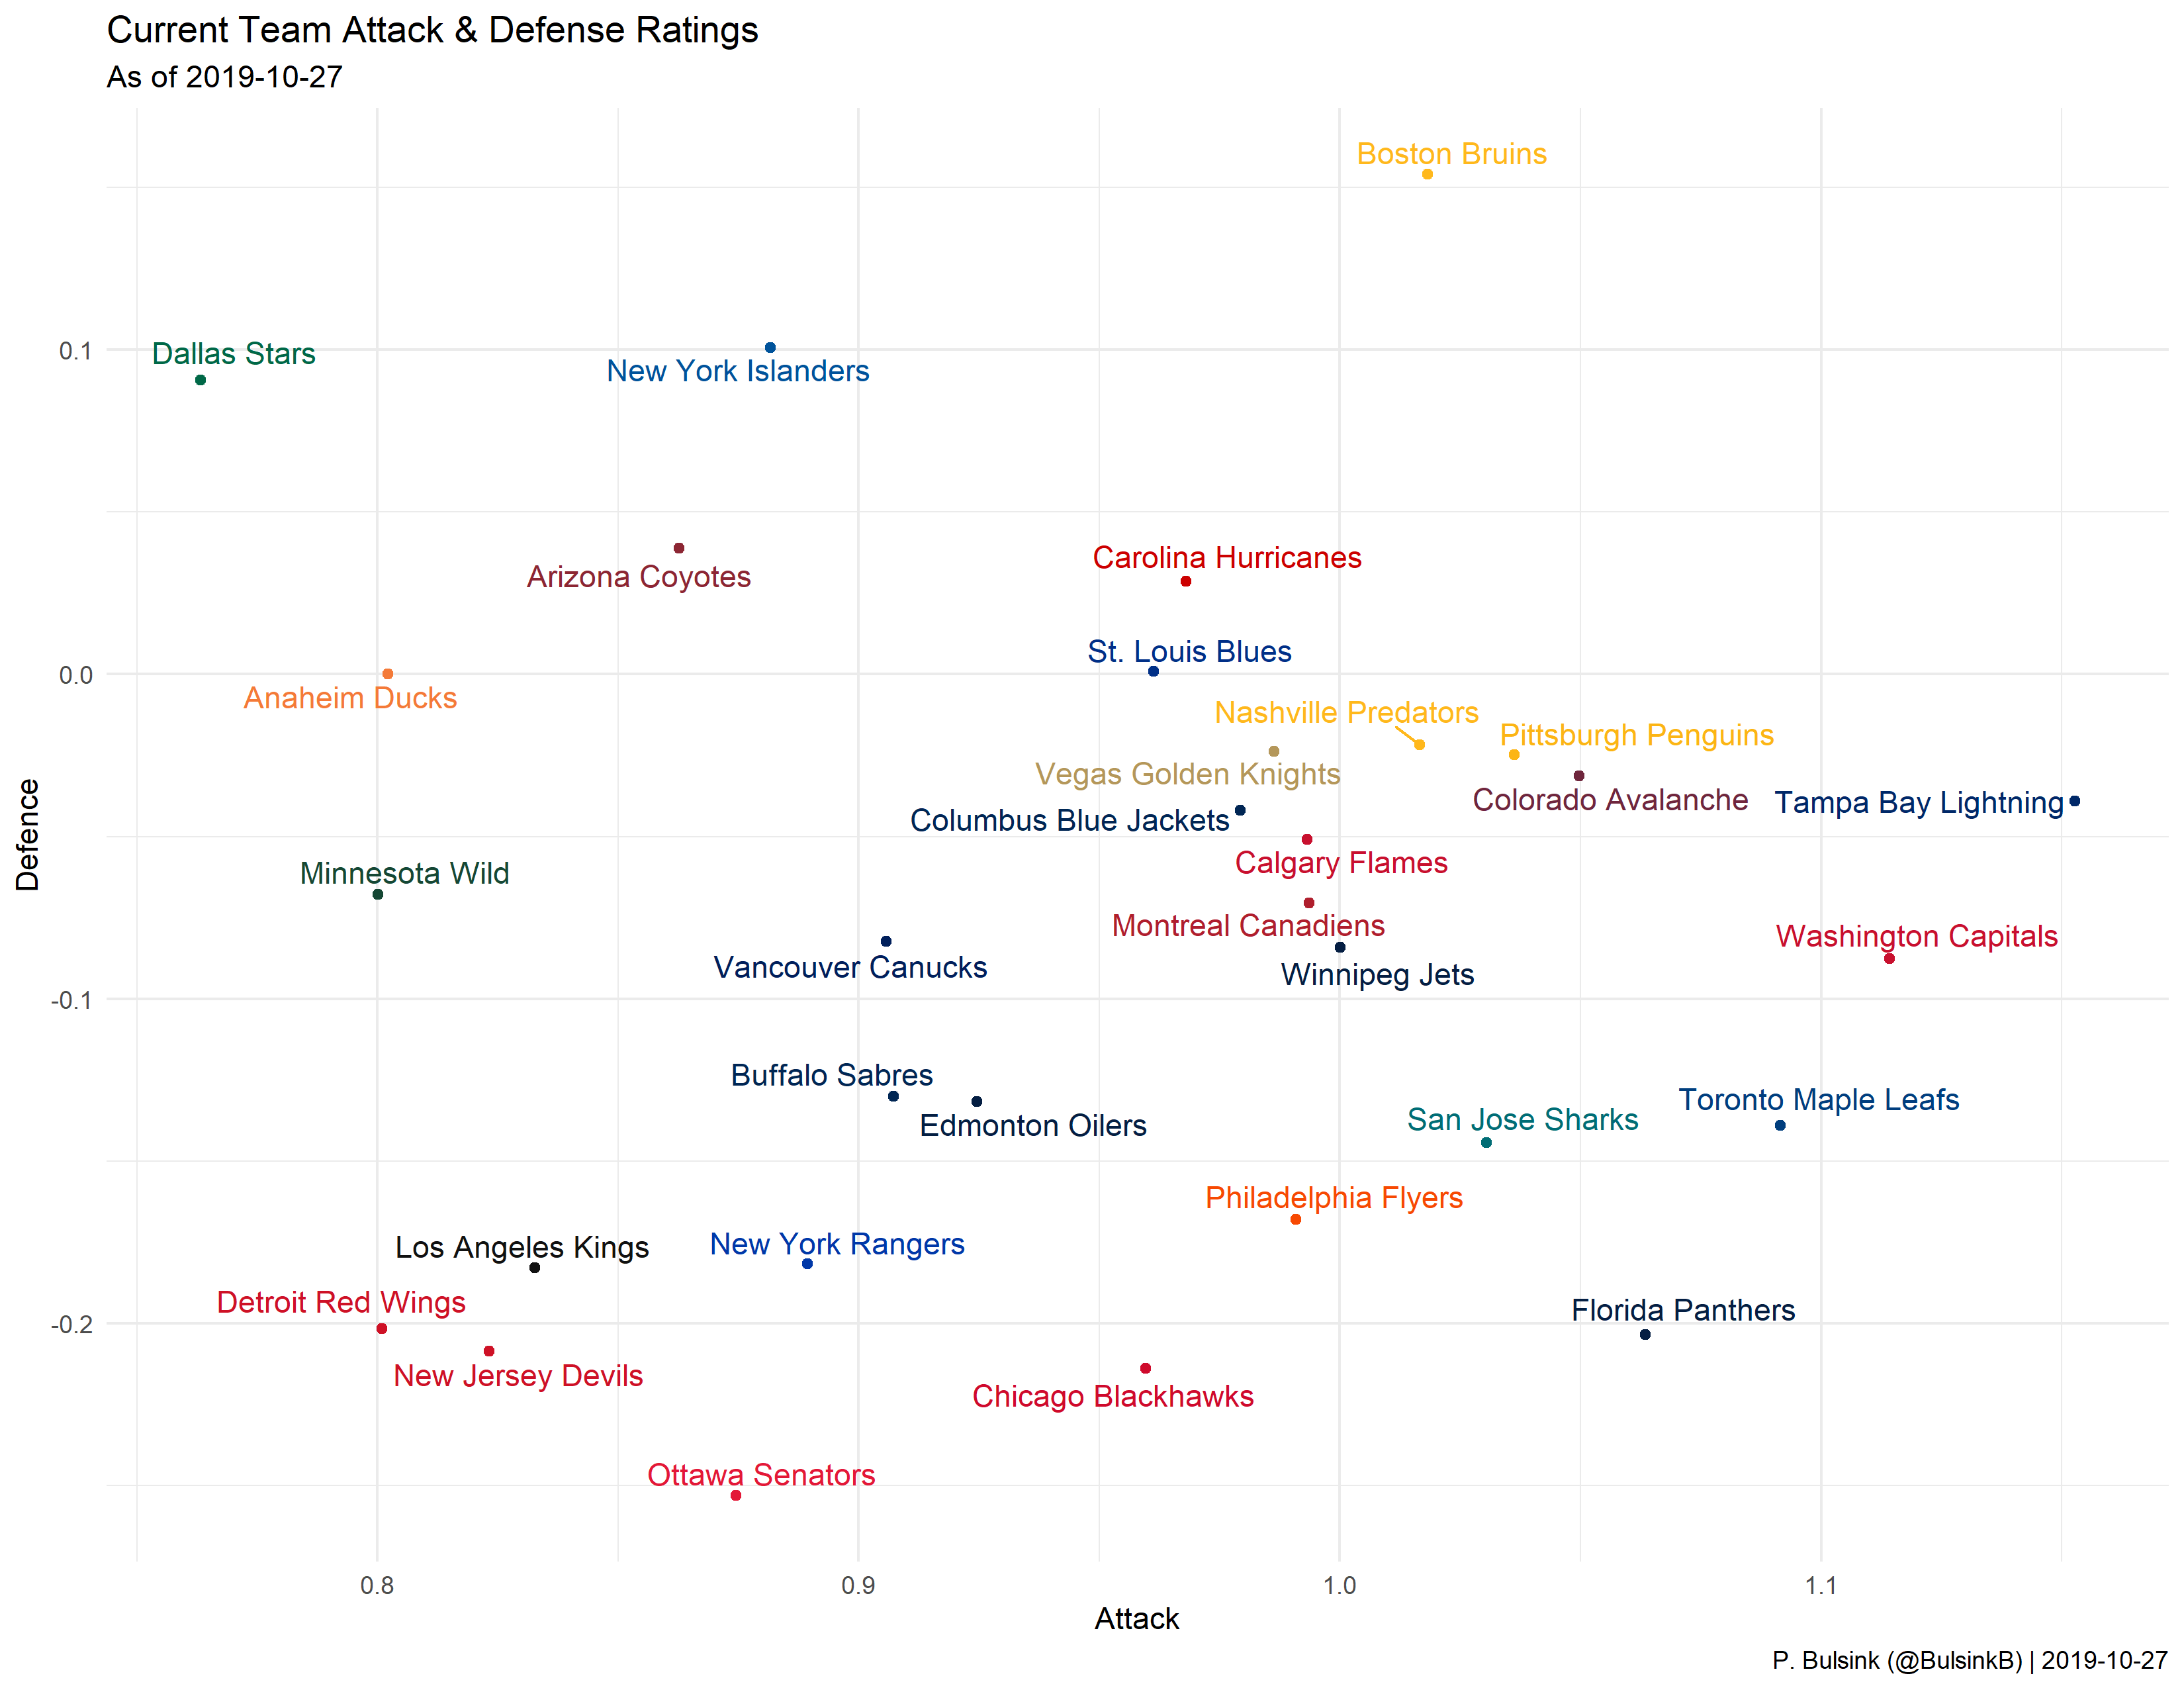 Current Team Attack & Defense Ratings
As of 2019-10-27
Boston Bruins
0.1
Dallas Stars
New York Islanders
Carolina Hurricanes
Arizona Coyotes
St. Louis Blues
0.0
Anaheim Ducks
Nashville Predators
Pittsburgh Penguins
Vegas Golden Knights
Colorado Avalanche
Tampa Bay Lightning
Columbus Blue Jackets
Defence
Calgary Flames
Minnesota Wild
Montreal Canadiens
Washington Capitals
Vancouver Canucks
Winnipeg Jets
-0.1
Buffalo Sabres
Toronto Maple Leafs
San Jose Sharks
Edmonton Oilers
Philadelphia Flyers
New York Rangers
Los Angeles Kings
Detroit Red Wings
Florida Panthers
-0.2
New Jersey Devils
Chicago Blackhawks
Ottawa Senators
0.8 0.9 1.0 1.1
Attack
P. Bulsink (@BulsinkB) | 2019-10-27